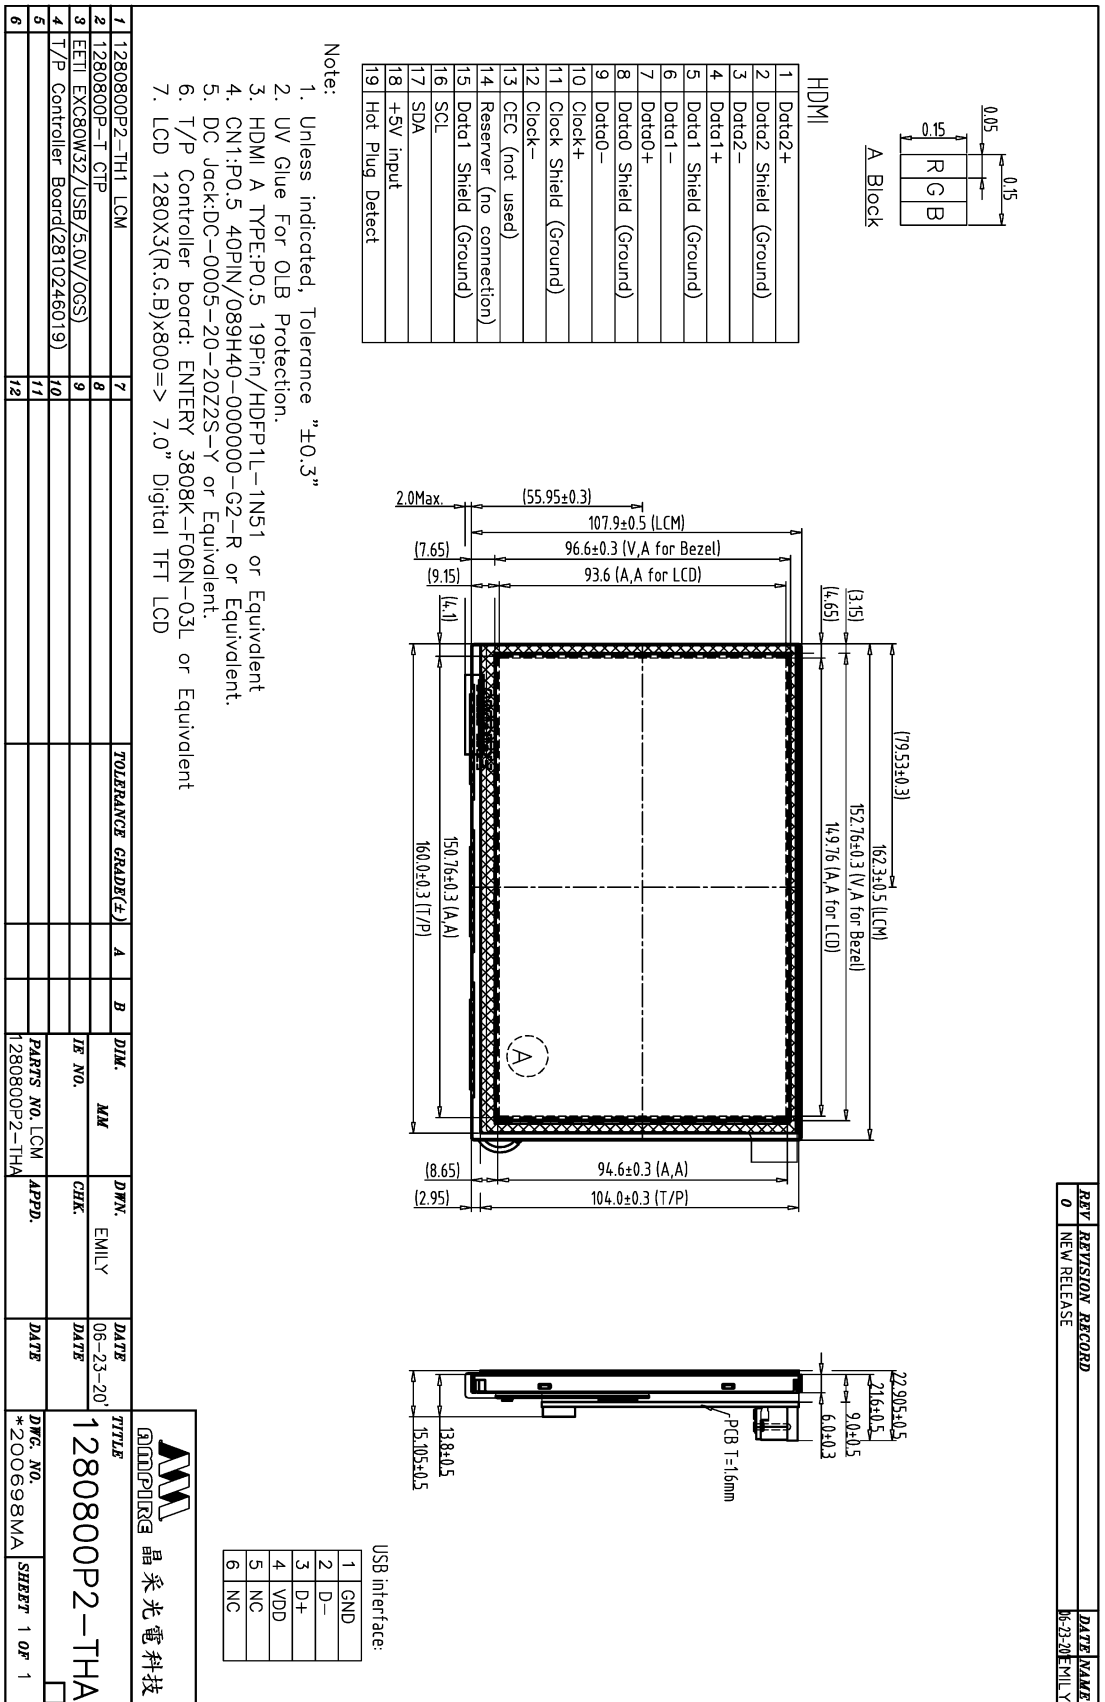 REV REVISION RECORD DATE NAME
0 NEW RELEASE 06-23-20' EMILY
0.15
0.05
0.15
R G B
A Block
HDMI
1 Data2+
2 Data2 Shield (Ground)
3 Data2-
4 Data1+
5 Data1 Shield (Ground)
6 Data1-
7 Data0+
8 Data0 Shield (Ground)
9 Data0-
10 Clock+
11 Clock Shield (Ground)
12 Clock-
13 CEC (not used)
14 Reserver (no connection)
15 Data1 Shield (Ground)
16 SCL
17 SDA
18 +5V input
19 Hot Plug Detect
(79.53±0.3)
162.3±0.5 (LCM)
(3.15)
152.76±0.3 (V,A for Bezel)
(4.65)
149.76 (A,A for LCD)
(55.95±0.3)
107.9±0.5 (LCM)
96.6±0.3 (V,A for Bezel)
93.6 (A,A for LCD)
2.0Max.
(7.65)
(9.15)
(4.1)
A
150.76±0.3 (A,A)
160.0±0.3 (T/P)
94.6±0.3 (A,A)
104.0±0.3 (T/P)
(8.65)
(2.95)
22.905±0.5
21.6±0.5
9.0±0.5
6.0±0.3
PCB T=1.6mm
13.8±0.5
15.105±0.5
USB interface:
1 GND
2 D-
3 D+
4 VDD
5 NC
6 NC
Note:
1. Unless indicated, Tolerance "±0.3"
2. UV Glue For OLB Protection.
3. HDMI A TYPE:P0.5 19Pin/HDFP1L-1N51 or Equivalent
4. CN1:P0.5 40PIN/089H40-000000-G2-R or Equivalent.
5. DC Jack:DC-0005-20-20Z2S-Y or Equivalent.
6. T/P Controller board: ENTERY 3808K-F06N-03L or Equivalent
7. LCD 1280X3(R.G.B)x800=> 7.0" Digital TFT LCD
1 1280800P2-TH1 LCM 7
2 1280800P-T CTP 8
3 EETI EXC80W32/USB/5.0V/OGS) 9
4 T/P Controller Board(2810246019) 10
5 11
6 12
TOLERANCE GRADE(±) A B
DIM. MM
IE NO.
PARTS NO. LCM
1280800P2-THA
DWN. EMILY
CHK.
APPD.
DATE 06-23-20'
DATE
DATE
AMPIRE 晶采光電科技
TITLE
1280800P2-THA
DWG. NO.
*200698MA
SHEET 1 OF 1